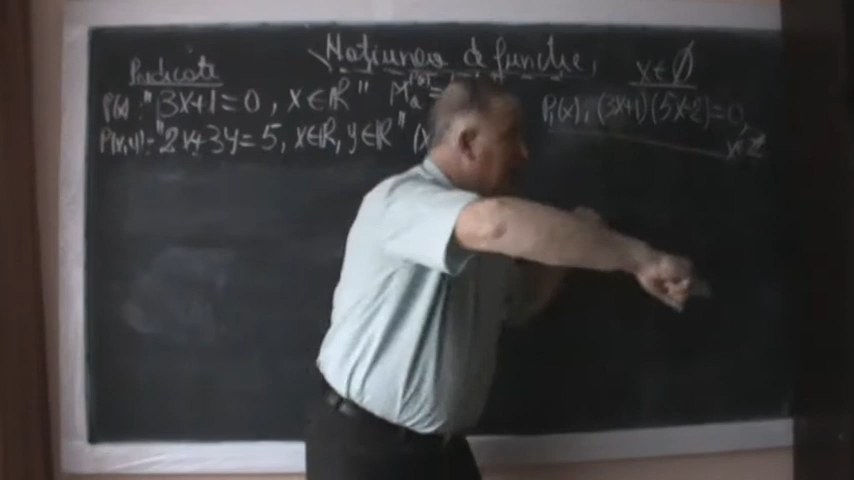 Noțiunea de funcție,
Predicate
x∈∅
P(x): "3x+1=0, x∈ℝ"
P₁(x), (3x+1)(5x-2)=0,
x∈ℤ
P(x,y): "2x+3y=5, x∈ℝ, y∈ℝ" (x